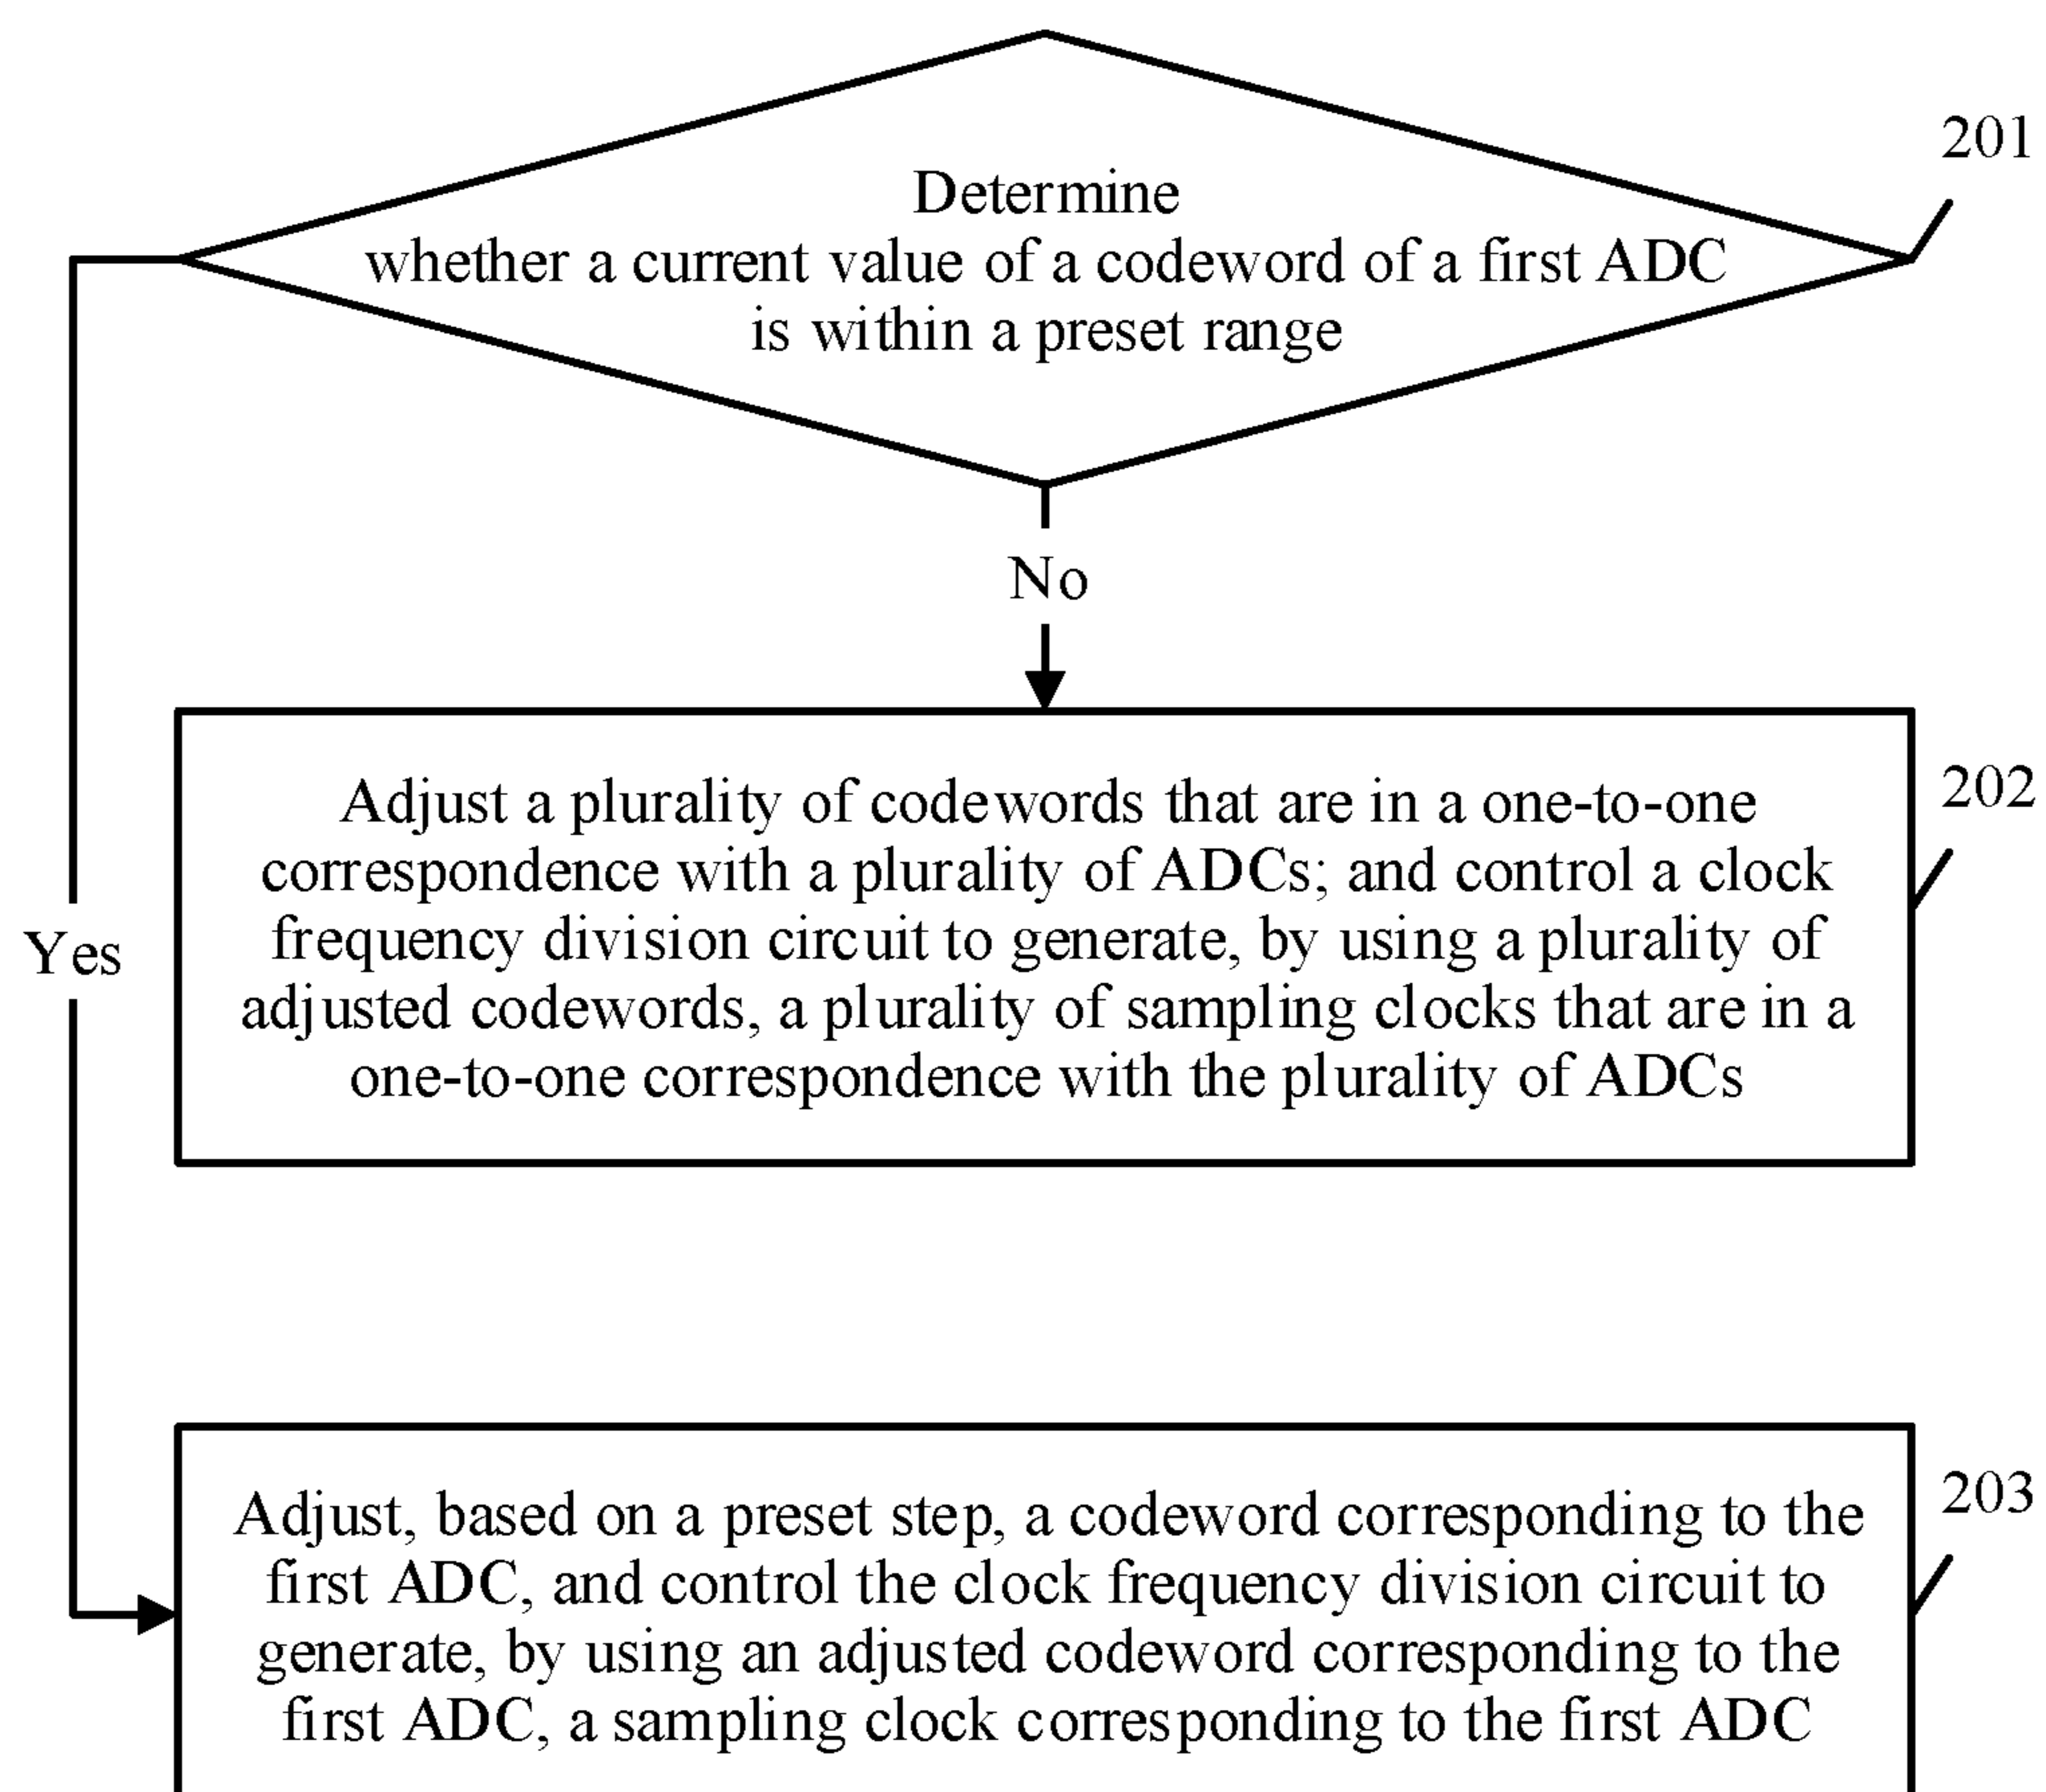 201
Determine
whether a current value of a codeword of a first ADC
is within a preset range
No
202
Adjust a plurality of codewords that are in a one-to-one
correspondence with a plurality of ADCs; and control a clock
frequency division circuit to generate, by using a plurality of
adjusted codewords, a plurality of sampling clocks that are in a
one-to-one correspondence with the plurality of ADCs
Yes
203
Adjust, based on a preset step, a codeword corresponding to the
first ADC, and control the clock frequency division circuit to
generate, by using an adjusted codeword corresponding to the
first ADC, a sampling clock corresponding to the first ADC